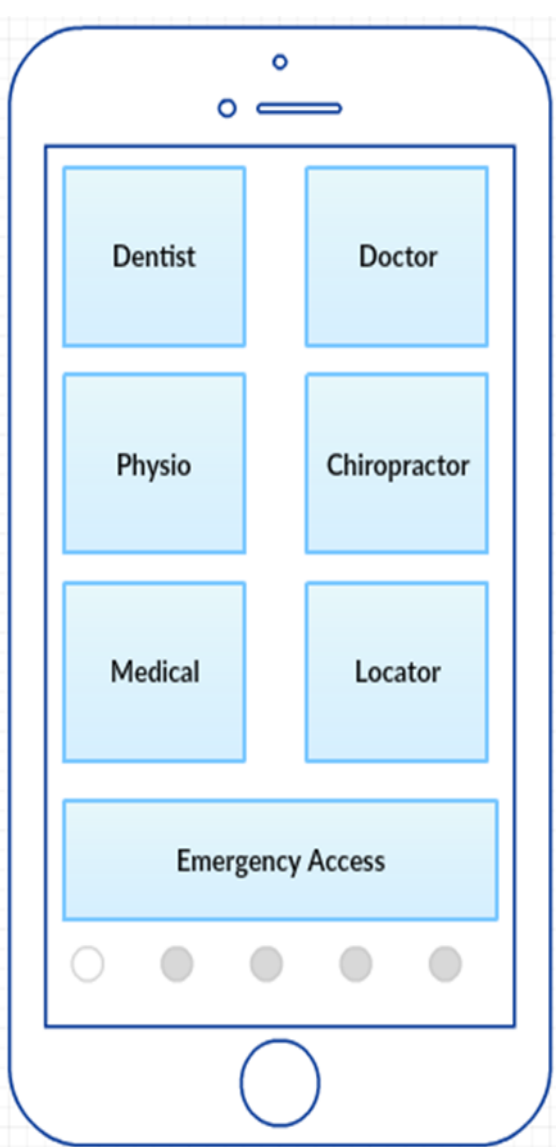 Dentist
Doctor
Physio
Chiropractor
Medical
Locator
Emergency Access